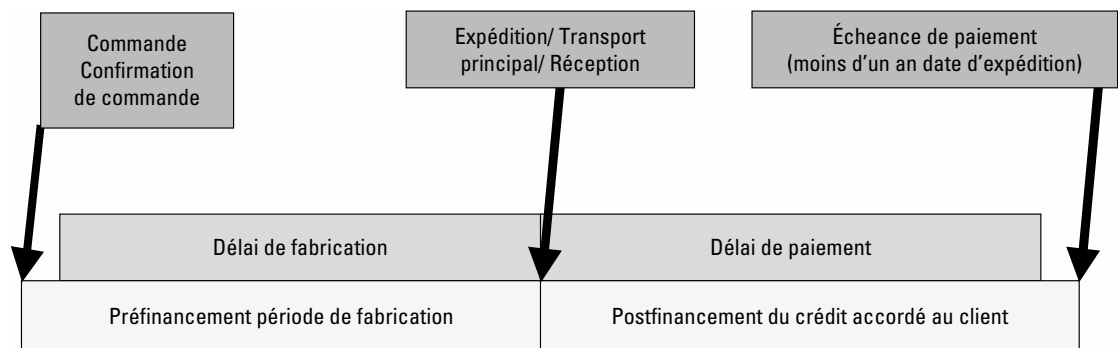 Commande
Confirmation
de commande
Expédition/ Transport
principal/ Réception
Écheance de paiement
(moins d'un an date d'expédition)
Délai de fabrication
Délai de paiement
Préfinancement période de fabrication
Postfinancement du crédit accordé au client